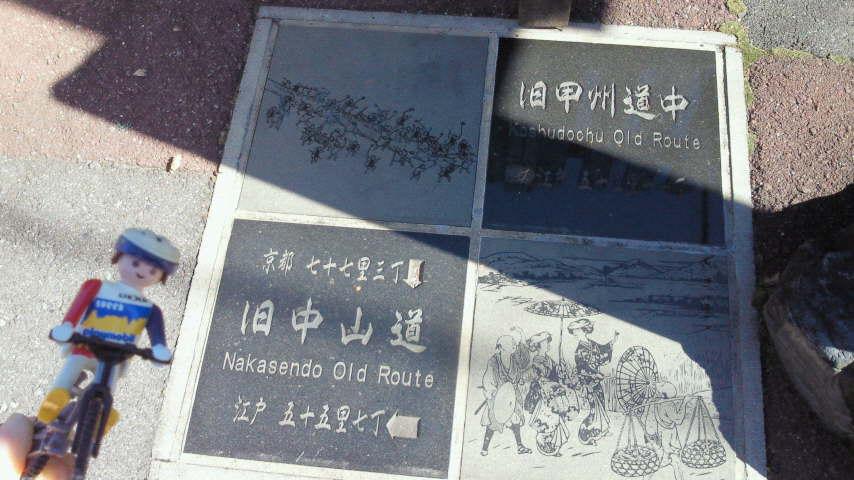 旧甲州道中
Koshudochu Old Route
京都 七十七里三丁
旧中山道
Nakasendo Old Route
江戸 五十五里七丁
playmobil